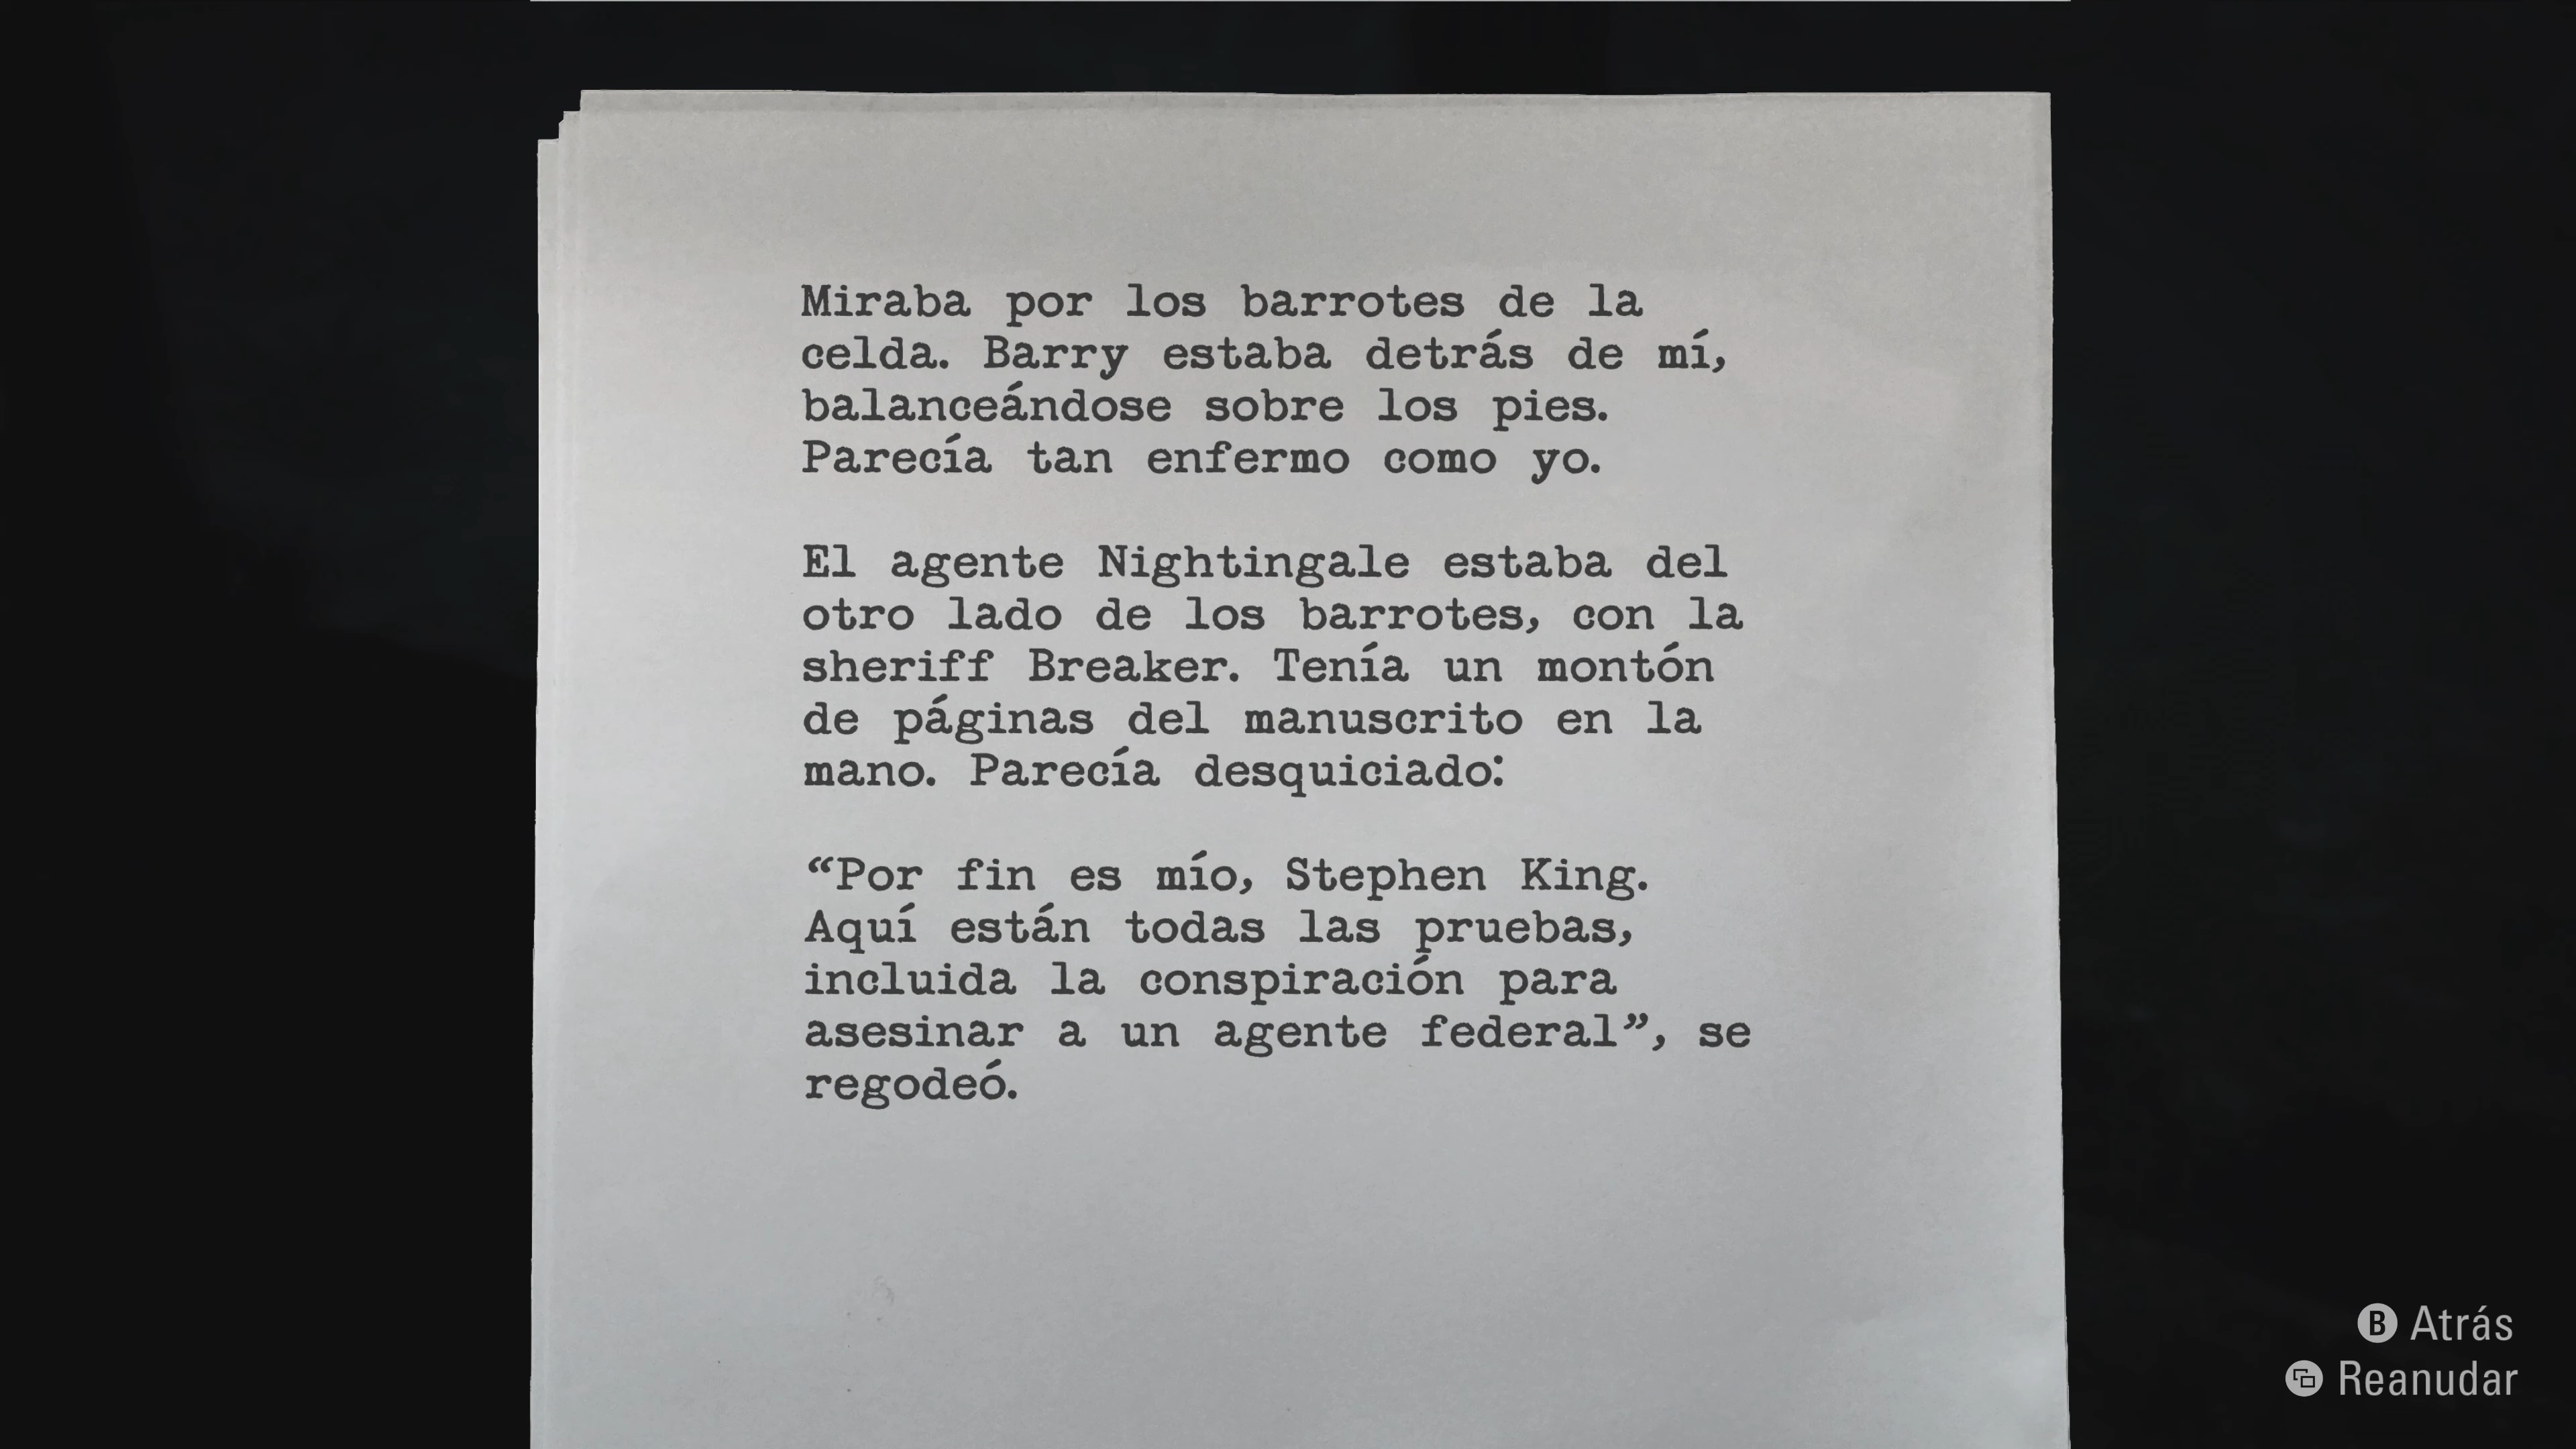 Miraba por los barrotes de la
celda. Barry estaba detrás de mí,
balanceándose sobre los pies.
Parecía tan enfermo como yo.
El agente Nightingale estaba del
otro lado de los barrotes, con la
sheriff Breaker. Tenía un montón
de páginas del manuscrito en la
mano. Parecía desquiciado:
“Por fin es mío, Stephen King.
Aquí están todas las pruebas,
incluida la conspiración para
asesinar a un agente federal”, se
regodeó.
B Atrás
Reanudar